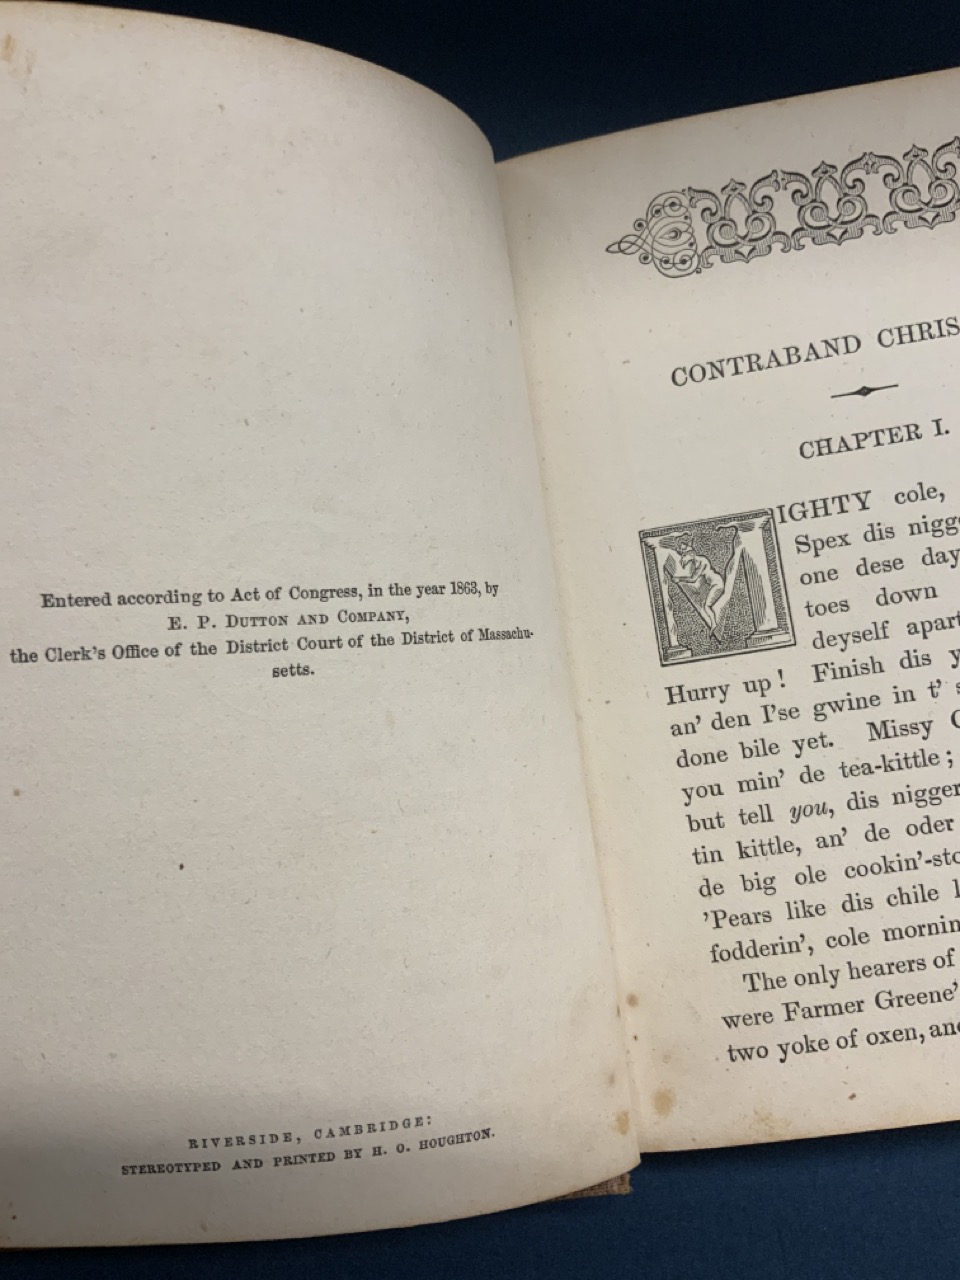 Entered according to Act of Congress, in the year 1863, by
E. P. DUTTON AND COMPANY,
the Clerk's Office of the District Court of the District of Massachu-
setts.
RIVERSIDE, CAMBRIDGE:
STEREOTYPED AND PRINTED BY H. O. HOUGHTON.
CONTRABAND CHRIS
CHAPTER I.
MIGHTY cole,
Spex dis nigg
one dese day
toes down
deyself apart
Hurry up! Finish dis y
an' den I'se gwine in t' s
done bile yet. Missy
you min' de tea-kittle;
but tell you, dis nigger
tin kittle, an' de oder
de big ole cookin'-sto
'Pears like dis chile l
fodderin', cole mornin
The only hearers of
were Farmer Greene'
two yoke of oxen, and